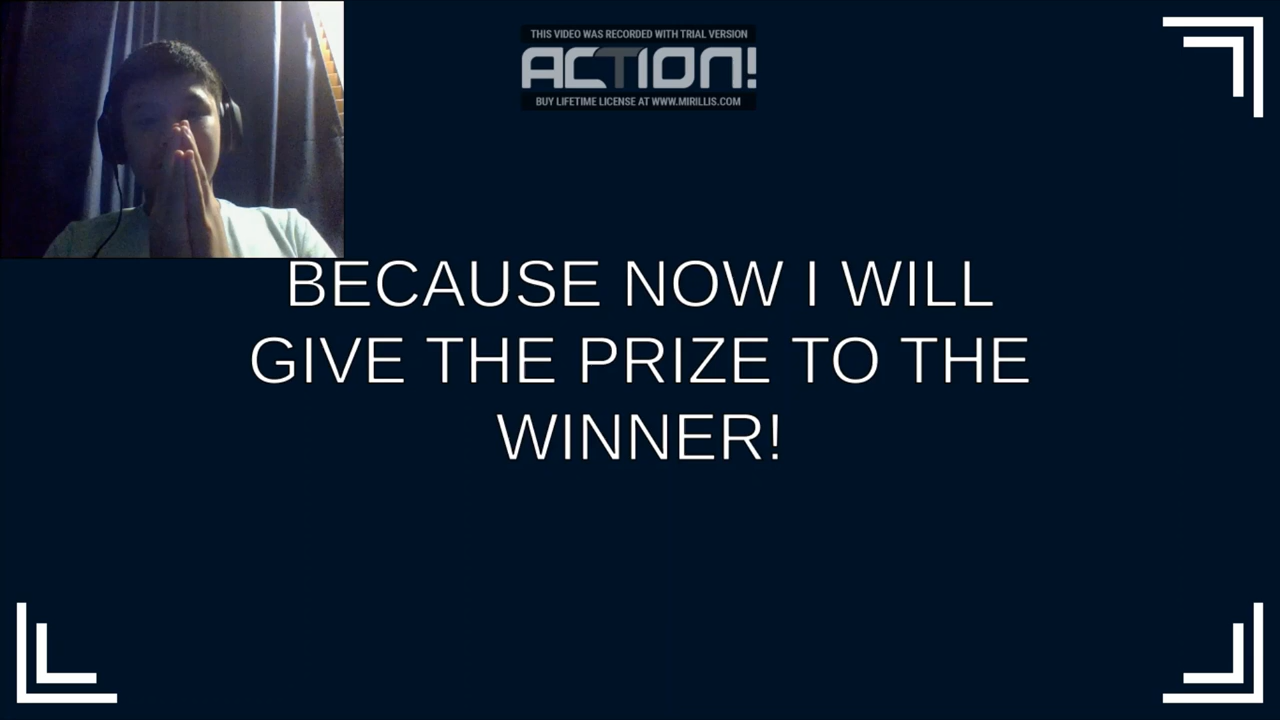 THIS VIDEO WAS RECORDED WITH TRIAL VERSION
ACTION!
BUY LIFETIME LICENSE AT WWW.MIRILLIS.COM
BECAUSE NOW I WILL
GIVE THE PRIZE TO THE
WINNER!